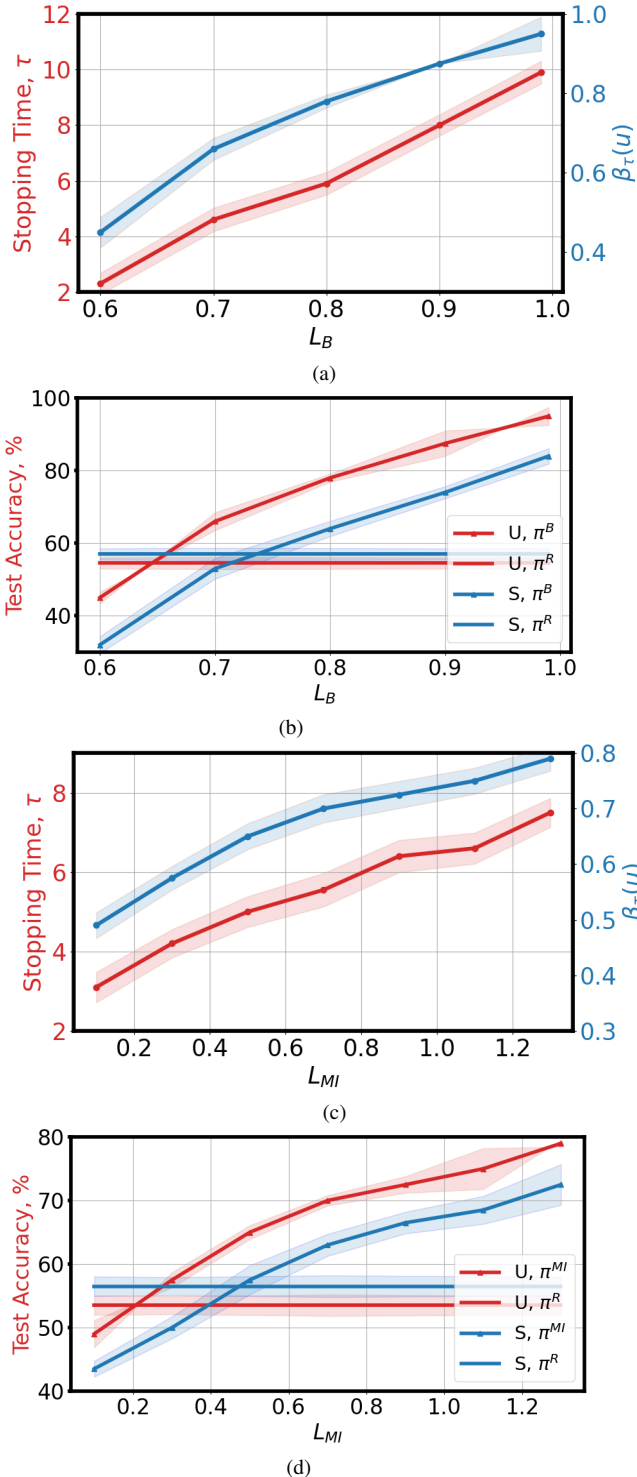 12
10
8
6
4
2
Stopping Time, τ
1.0
0.8
0.6
0.4
β_τ(u)
0.6 0.7 0.8 0.9 1.0
L_B
(a)
100
80
60
40
Test Accuracy, %
U, π^B
U, π^R
S, π^B
S, π^R
0.6 0.7 0.8 0.9 1.0
L_B
(b)
8
6
4
2
Stopping Time, τ
0.8
0.7
0.6
0.5
0.4
0.3
β_τ(u)
0.2 0.4 0.6 0.8 1.0 1.2
L_MI
(c)
80
70
60
50
40
Test Accuracy, %
U, π^MI
U, π^R
S, π^MI
S, π^R
0.2 0.4 0.6 0.8 1.0 1.2
L_MI
(d)